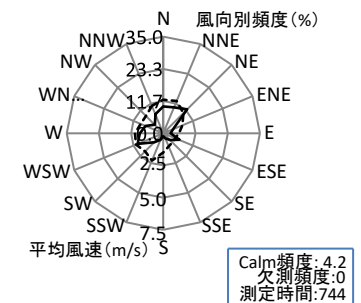 N
風向別頻度(%)
35.0
NNW
NNE
NW
23.3
NE
WN...
11.7
ENE
W
0.0
E
WSW
2.5
ESE
SW
5.0
SE
SSW
SSE
7.5
平均風速(m/s)
S
Calm頻度: 4.2
欠測頻度:0
測定時間:744